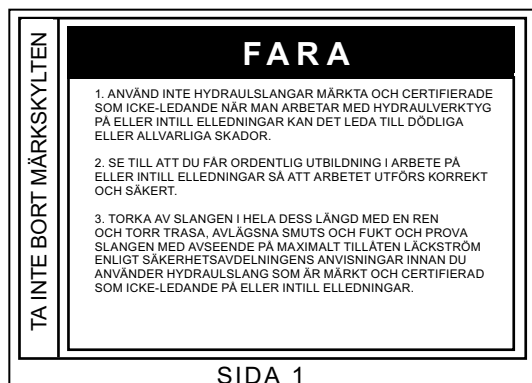 TA INTE BORT MÄRKSKYLTEN
FARA
1. ANVÄND INTE HYDRAULSLANGAR MÄRKTA OCH CERTIFIERADE
SOM ICKE-LEDANDE NÄR MAN ARBETAR MED HYDRAULVERKTYG
PÅ ELLER INTILL ELLEDNINGAR KAN DET LEDA TILL DÖDLIGA
ELLER ALLVARLIGA SKADOR.
2. SE TILL ATT DU FÅR ORDENTLIG UTBILDNING I ARBETE PÅ
ELLER INTILL ELLEDNINGAR SÅ ATT ARBETET UTFÖRS KORREKT
OCH SÄKERT.
3. TORKA AV SLANGEN I HELA DESS LÄNGD MED EN REN
OCH TORR TRASA, AVLÄGSNA SMUTS OCH FUKT OCH PROVA
SLANGEN MED AVSEENDE PÅ MAXIMALT TILLÅTEN LÄCKSTRÖM
ENLIGT SÄKERHETSAVDELNINGENS ANVISNINGAR INNAN DU
ANVÄNDER HYDRAULSLANG SOM ÄR MÄRKT OCH CERTIFIERAD
SOM ICKE-LEDANDE PÅ ELLER INTILL ELLEDNINGAR.
SIDA 1